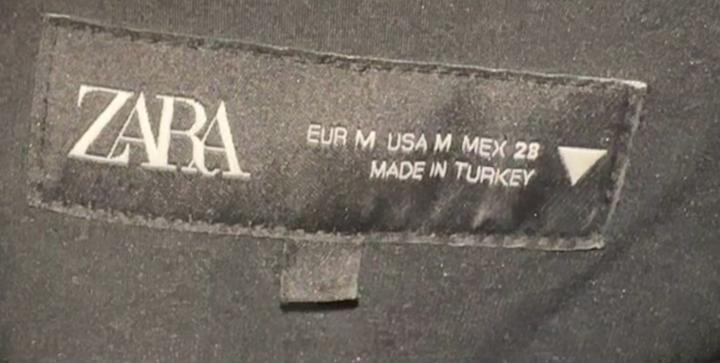 ZARA
EUR M USA M MEX 28
MADE IN TURKEY